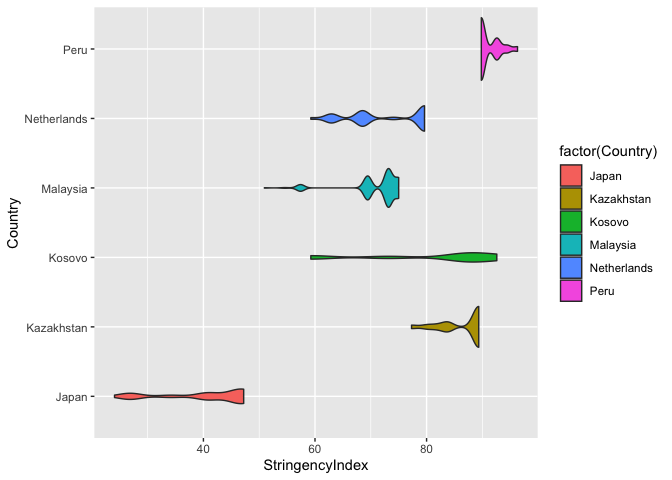 Peru
Netherlands
Malaysia
Kosovo
Kazakhstan
Japan
Country
40 60 80
StringencyIndex
factor(Country)
Japan
Kazakhstan
Kosovo
Malaysia
Netherlands
Peru